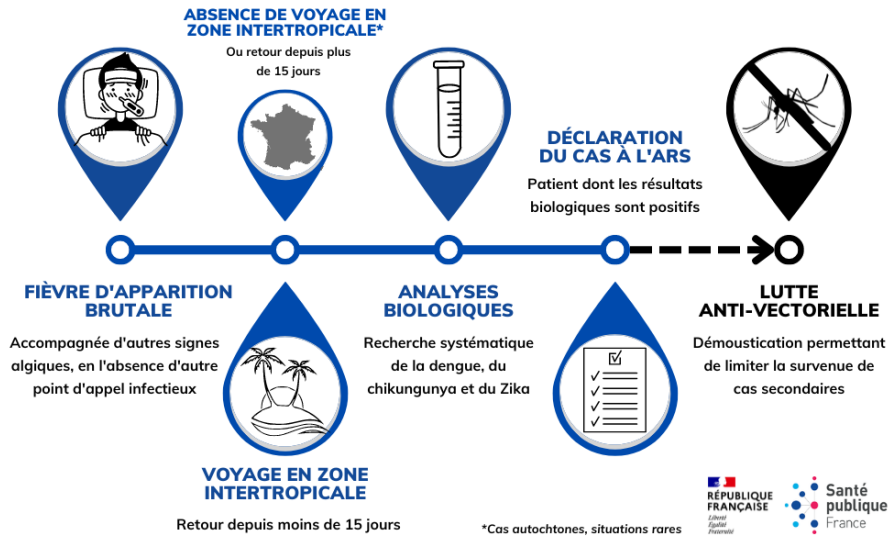 ABSENCE DE VOYAGE EN
ZONE INTERTROPICALE*
Ou retour depuis plus
de 15 jours
DÉCLARATION
DU CAS À L'ARS
Patient dont les résultats
biologiques sont positifs
FIÈVRE D'APPARITION
BRUTALE
Accompagnée d'autres signes
algiques, en l'absence d'autre
point d'appel infectieux
VOYAGE EN ZONE
INTERTROPICALE
Retour depuis moins de 15 jours
ANALYSES
BIOLOGIQUES
Recherche systématique
de la dengue, du
chikungunya et du Zika
LUTTE
ANTI-VECTORIELLE
Démoustication permettant
de limiter la survenue de
cas secondaires
*Cas autochtones, situations rares
RÉPUBLIQUE
FRANÇAISE
Liberté
Égalité
Fraternité
Santé
publique
France